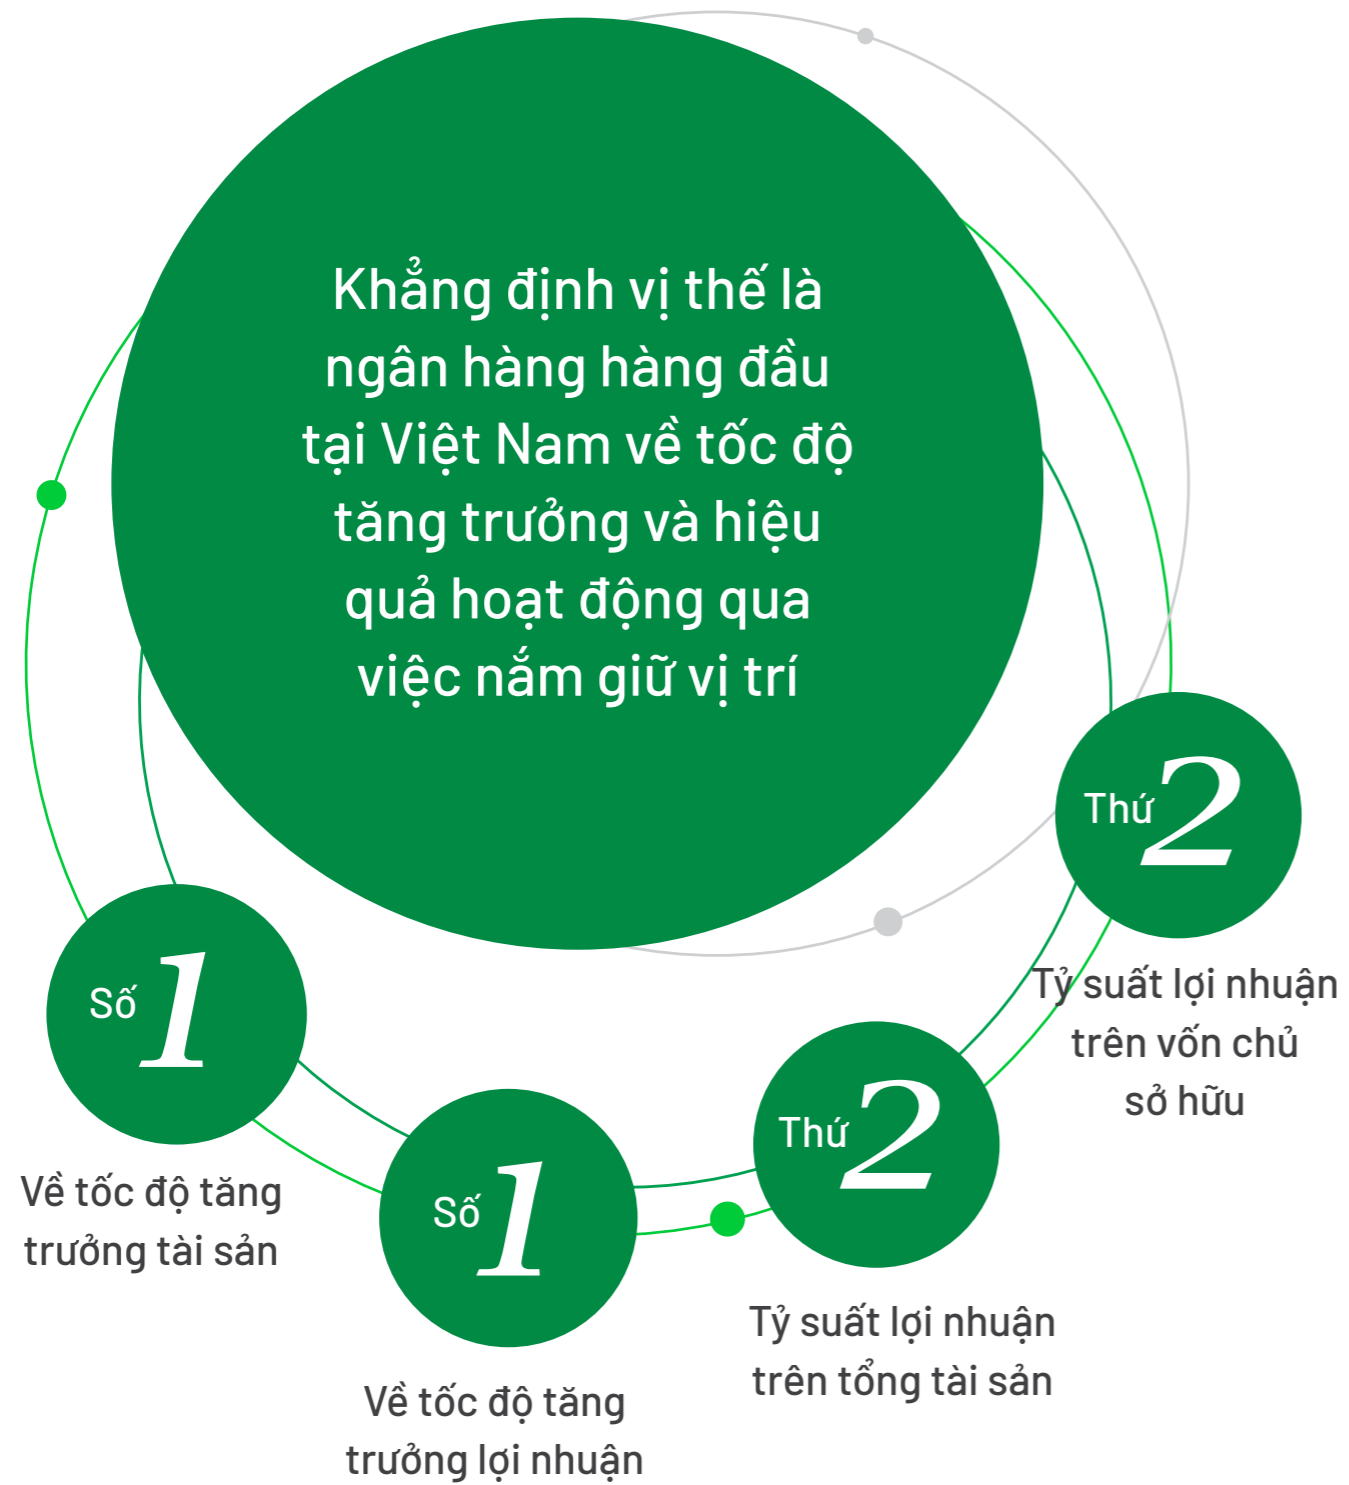 Khẳng định vị thế là
ngân hàng hàng đầu
tại Việt Nam về tốc độ
tăng trưởng và hiệu
quả hoạt động qua
việc nắm giữ vị trí
Số 1
Về tốc độ tăng
trưởng tài sản
Số 1
Về tốc độ tăng
trưởng lợi nhuận
Thứ 2
Tỷ suất lợi nhuận
trên tổng tài sản
Thứ 2
Tỷ suất lợi nhuận
trên vốn chủ
sở hữu